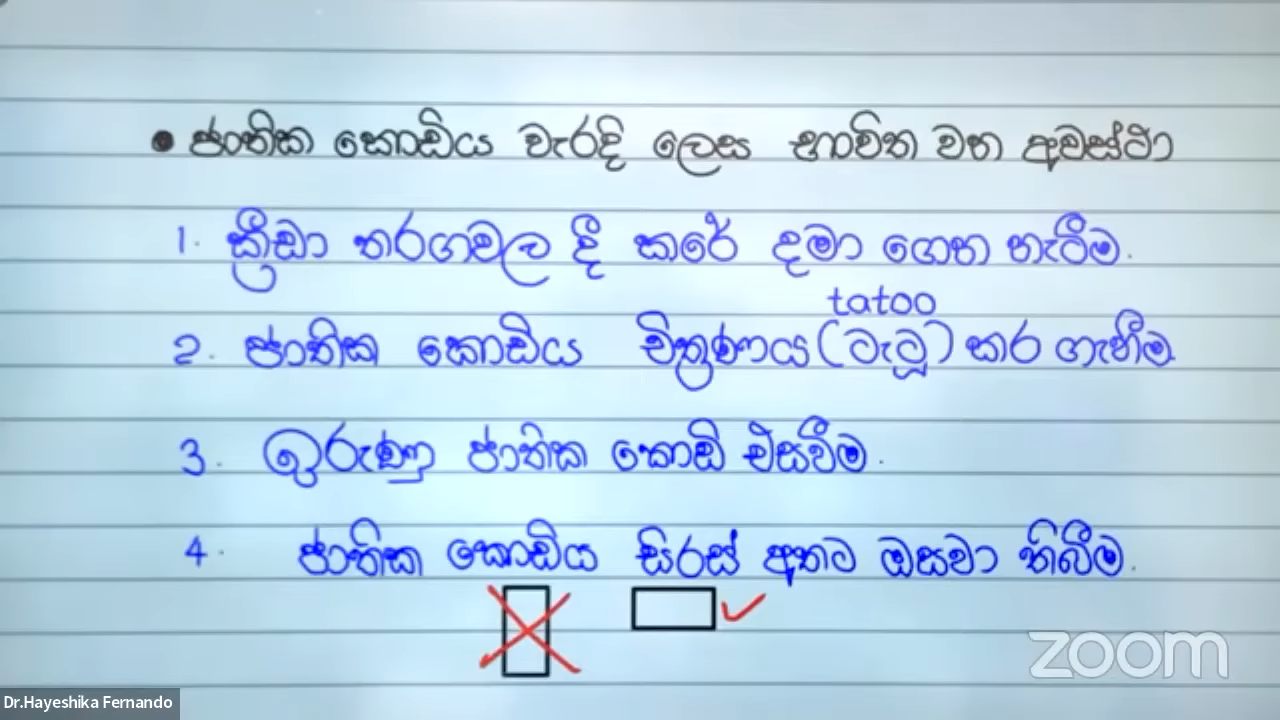 • ජාතික කොඩිය වැරදි ලෙස භාවිත වන අවස්ථා
1. ක්‍රීඩා තරගවල දී කරේ දමා ගෙන නැටීම.
tatoo
2. ජාතික කොඩිය චිත්‍රණය (ටැටූ) කර ගැනීම.
3. ඉරුණු ජාතික කොඩි එසවීම.
4. ජාතික කොඩිය සිරස් අතට ඔසවා තිබීම.
zoom
Dr.Hayeshika Fernando